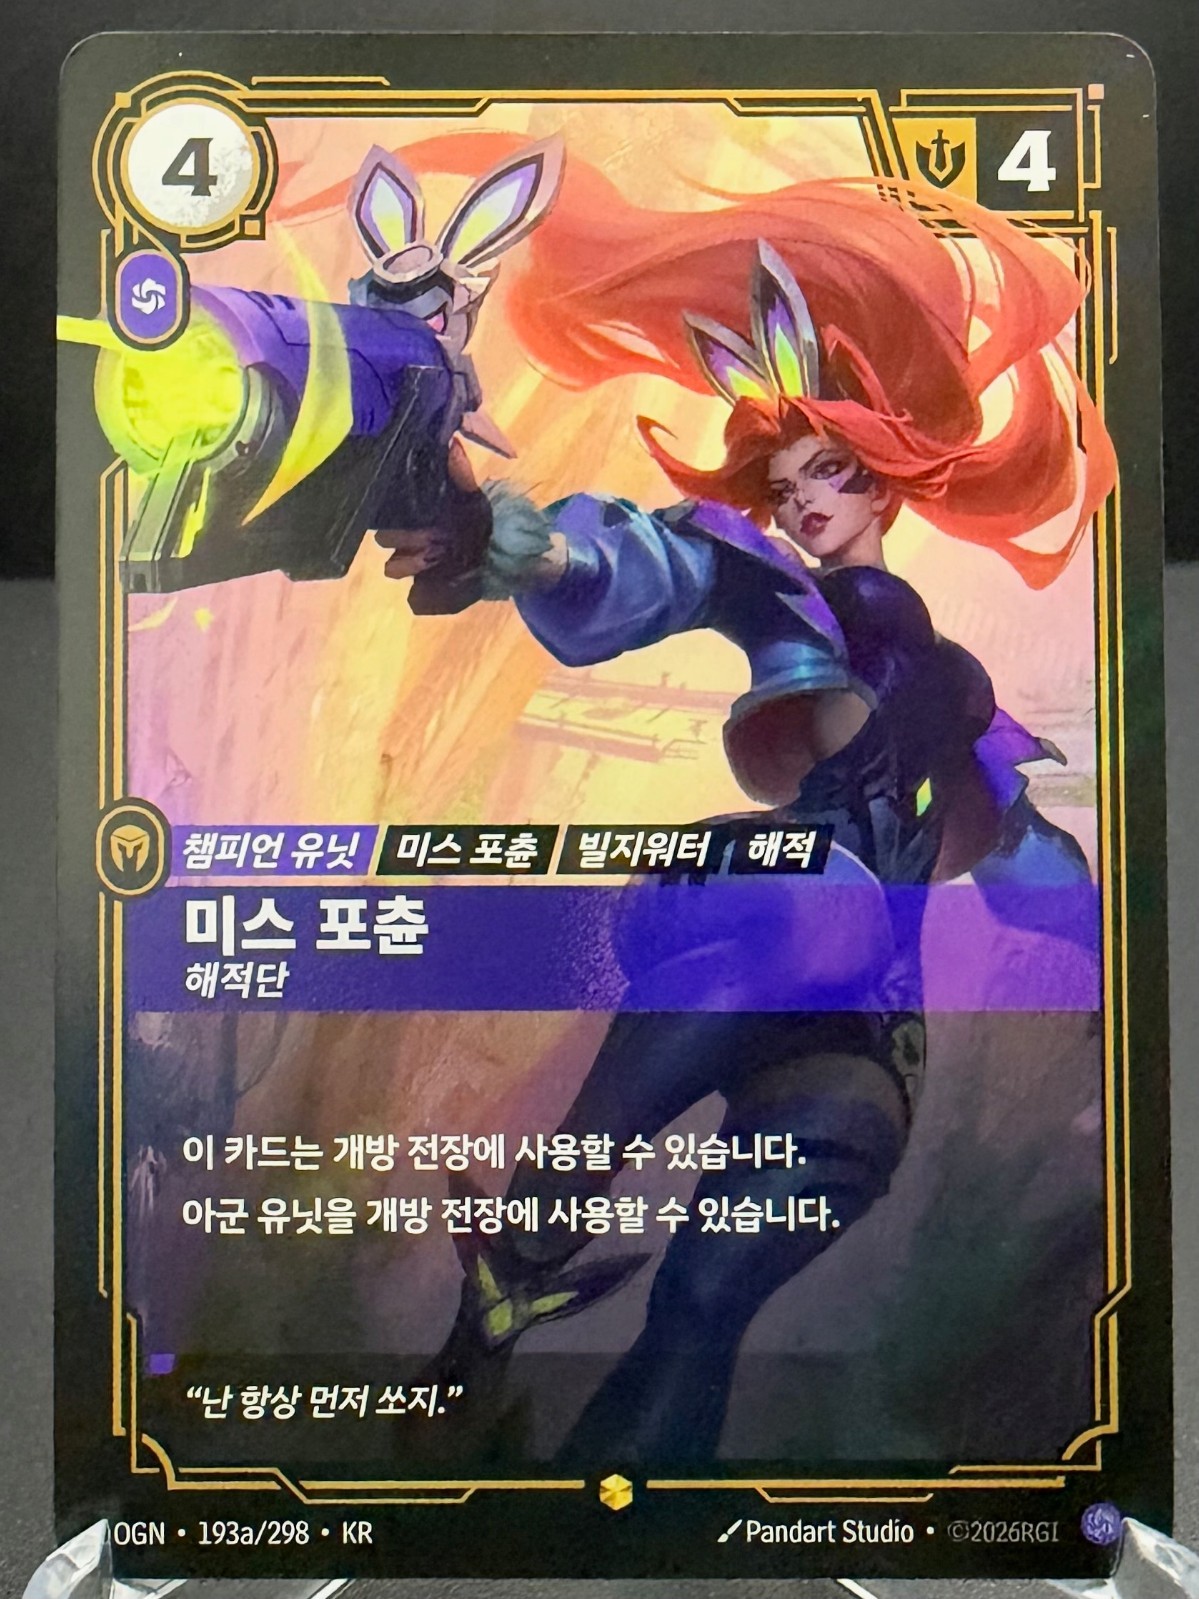 4
4
챔피언 유닛 미스 포츈 빌지워터 해적
미스 포츈
해적단
이 카드는 개방 전장에 사용할 수 있습니다.
아군 유닛을 개방 전장에 사용할 수 있습니다.
“난 항상 먼저 쏘지.”
OGN • 193a/298 • KR
Pandart Studio • ©2026RGI